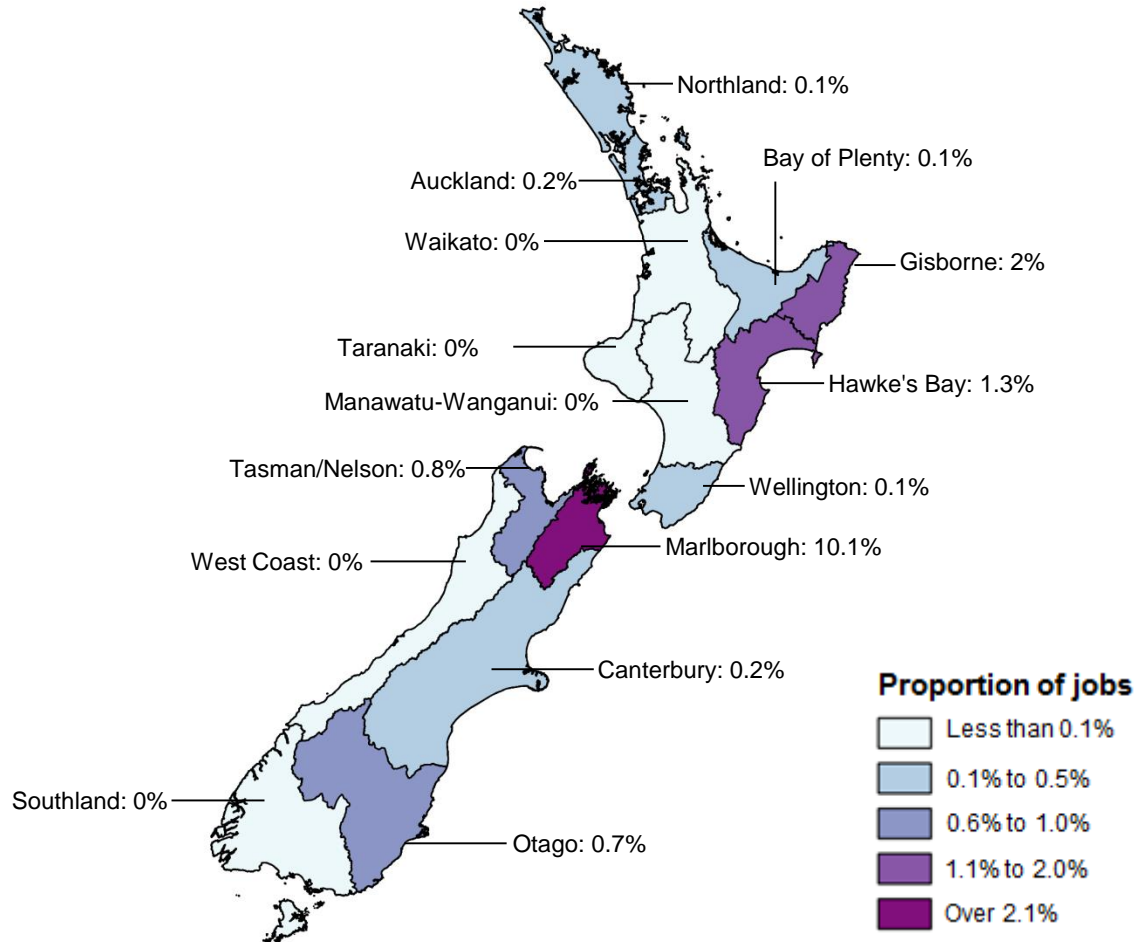 Northland: 0.1%
Bay of Plenty: 0.1%
Auckland: 0.2%
Waikato: 0%
Gisborne: 2%
Taranaki: 0%
Hawke's Bay: 1.3%
Manawatu-Wanganui: 0%
Tasman/Nelson: 0.8%
Wellington: 0.1%
Marlborough: 10.1%
West Coast: 0%
Canterbury: 0.2%
Southland: 0%
Otago: 0.7%
Proportion of jobs
Less than 0.1%
0.1% to 0.5%
0.6% to 1.0%
1.1% to 2.0%
Over 2.1%